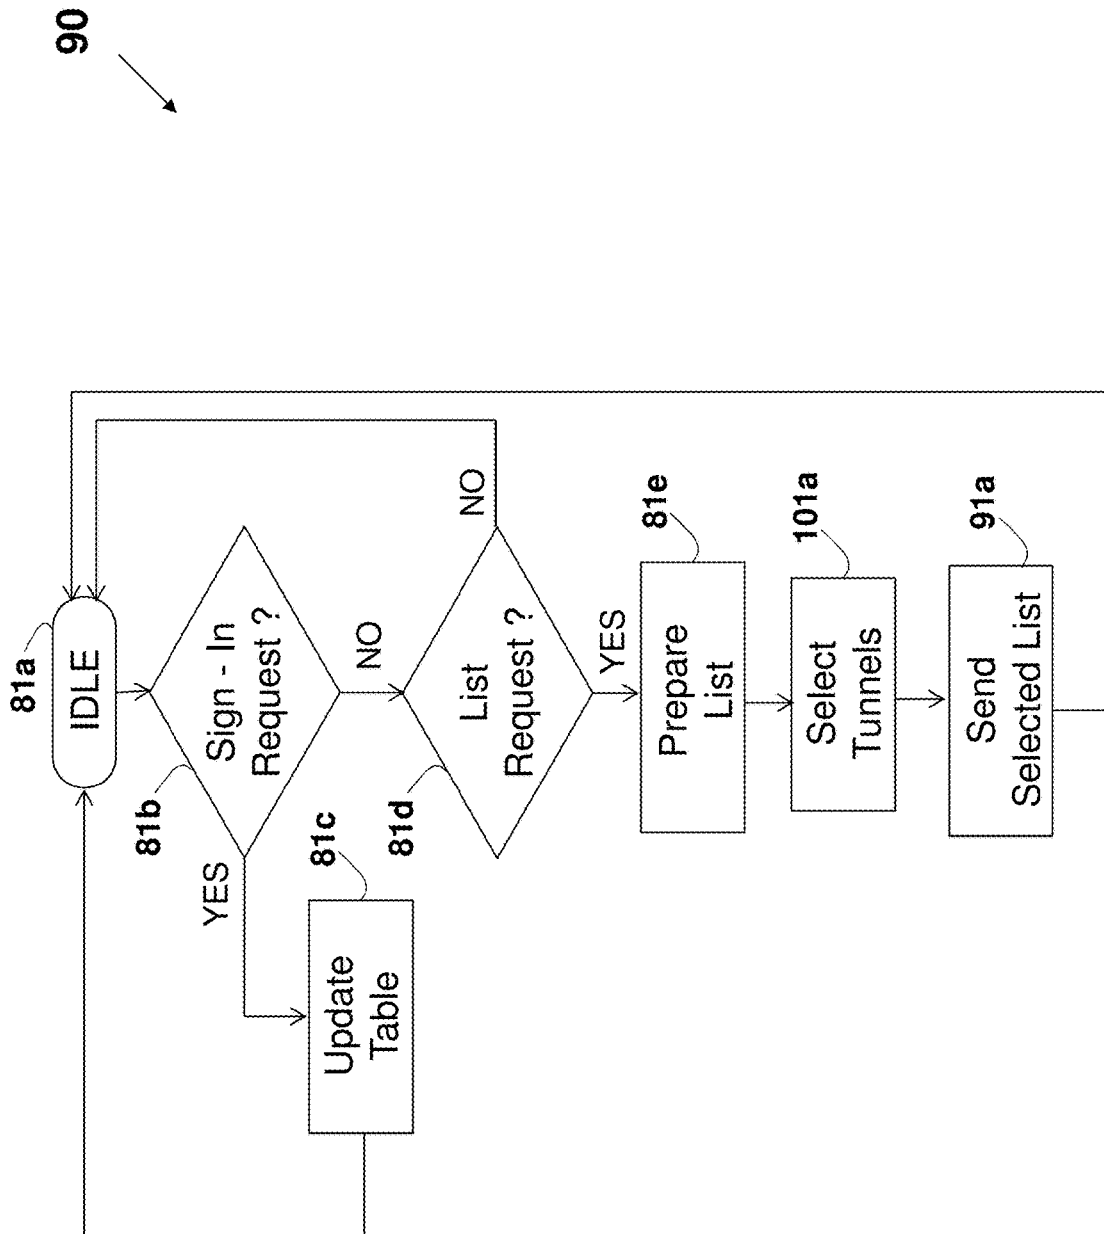 90
81a
IDLE
81b
Sign - In
Request ?
YES
NO
81c
Update
Table
81d
List
Request ?
NO
YES
81e
Prepare
List
101a
Select
Tunnels
91a
Send
Selected List